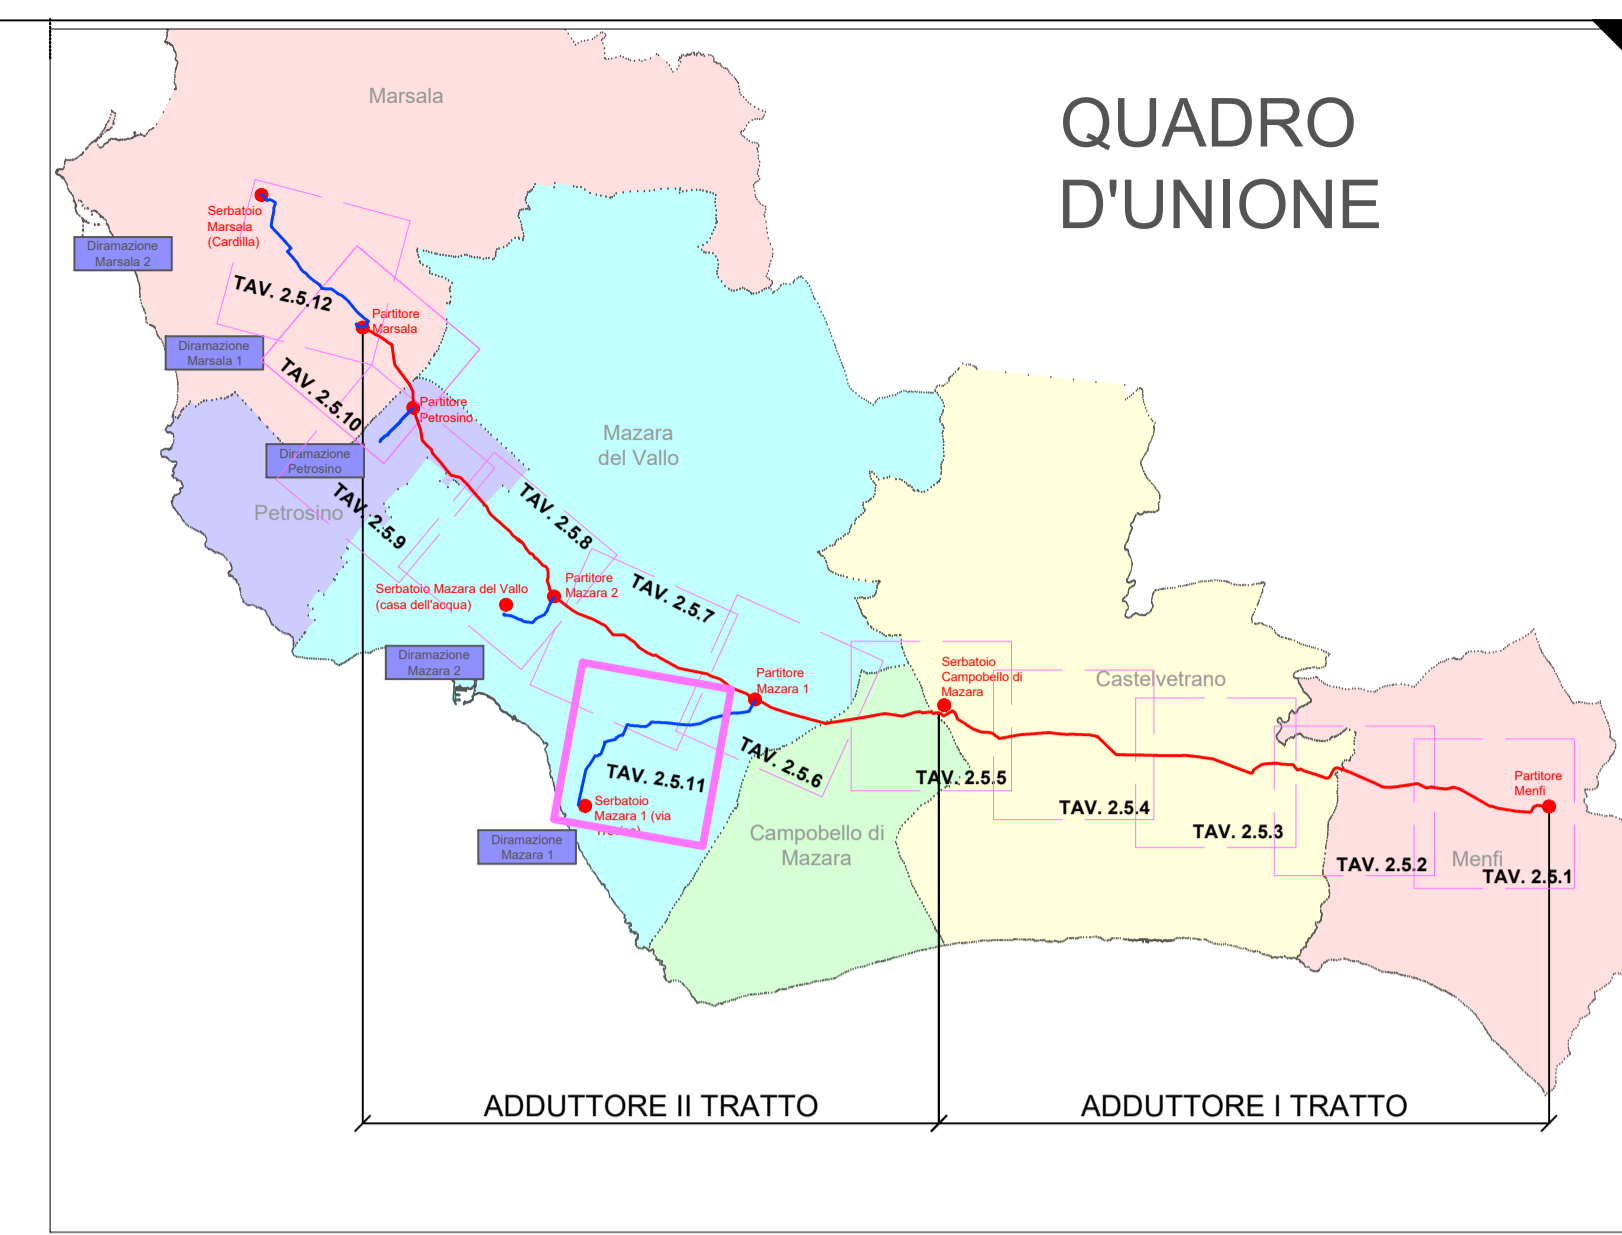 QUADRO
D'UNIONE
Marsala
Serbatoio
Marsala
(Cardilla)
Diramazione
Marsala 2
TAV. 2.5.12
Partitore
Marsala
Diramazione
Marsala 1
TAV. 2.5.10
Partitore
Petrosino
Mazara
del Vallo
Diramazione
Petrosino
Petrosino
TAV. 2.5.9
TAV. 2.5.8
Serbatoio Mazara del Vallo
(casa dell'acqua)
Partitore
Mazara 2
TAV. 2.5.7
Diramazione
Mazara 2
Partitore
Mazara 1
Serbatoio
Campobello di
Mazara
Castelvetrano
TAV. 2.5.6
TAV. 2.5.11
TAV. 2.5.5
Partitore
Menfi
Serbatoio
Mazara 1 (via
TAV. 2.5.4
TAV. 2.5.3
Diramazione
Mazara 1
Campobello di
Mazara
TAV. 2.5.2
Menfi
TAV. 2.5.1
ADDUTTORE II TRATTO
ADDUTTORE I TRATTO